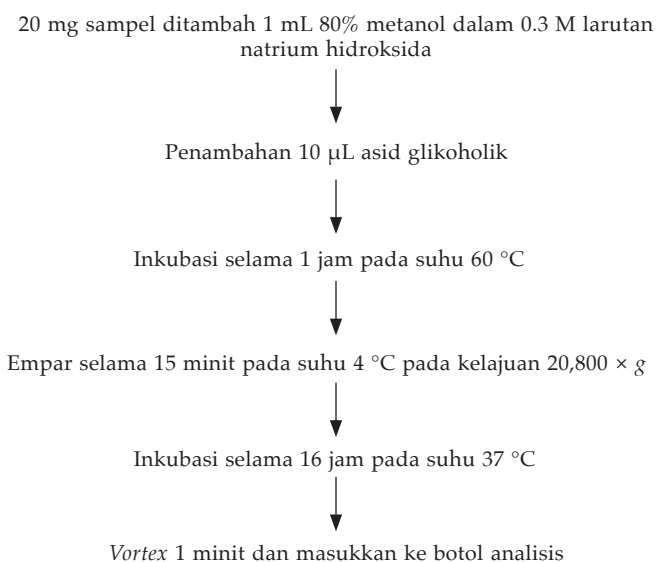 20 mg sampel ditambah 1 mL 80% metanol dalam 0.3 M larutan
natrium hidroksida
Penambahan 10 µL asid glikoholik
Inkubasi selama 1 jam pada suhu 60 °C
Empar selama 15 minit pada suhu 4 °C pada kelajuan 20,800 × g
Inkubasi selama 16 jam pada suhu 37 °C
Vortex 1 minit dan masukkan ke botol analisis